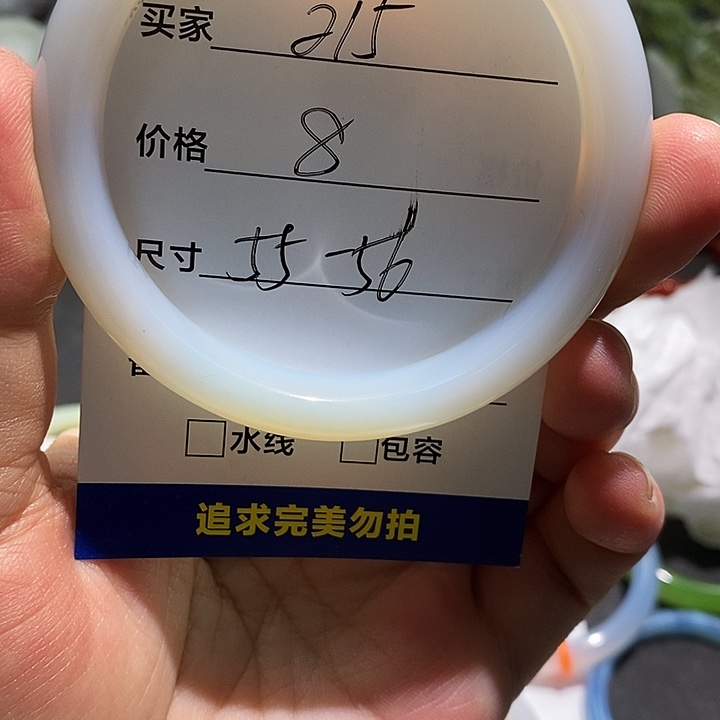 买家 215
价格 8
尺寸 55-56
水线 包容
追求完美勿拍